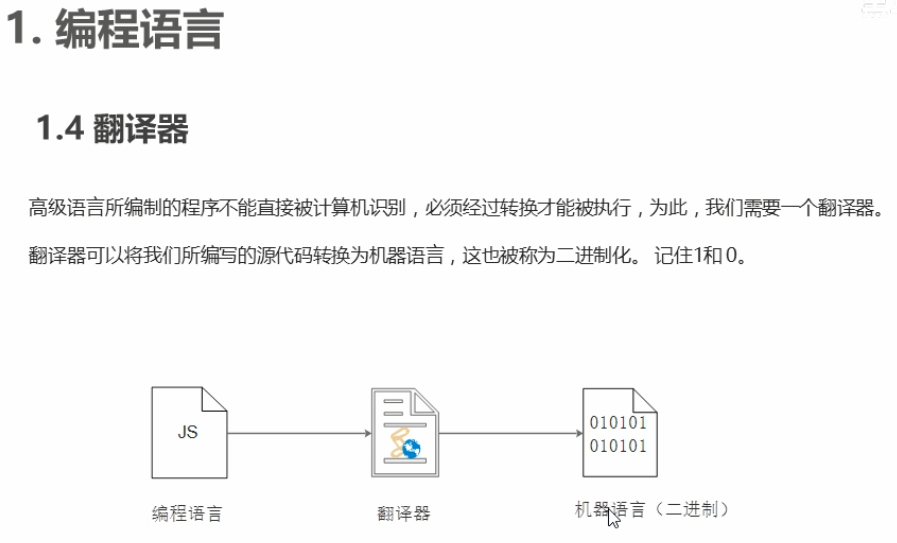 1. 编程语言
1.4 翻译器
高级语言所编制的程序不能直接被计算机识别，必须经过转换才能被执行，为此，我们需要一个翻译器。
翻译器可以将我们所编写的源代码转换为机器语言，这也被称为二进制化。 记住1和 0。
JS
010101
010101
编程语言
翻译器
机器语言（二进制）